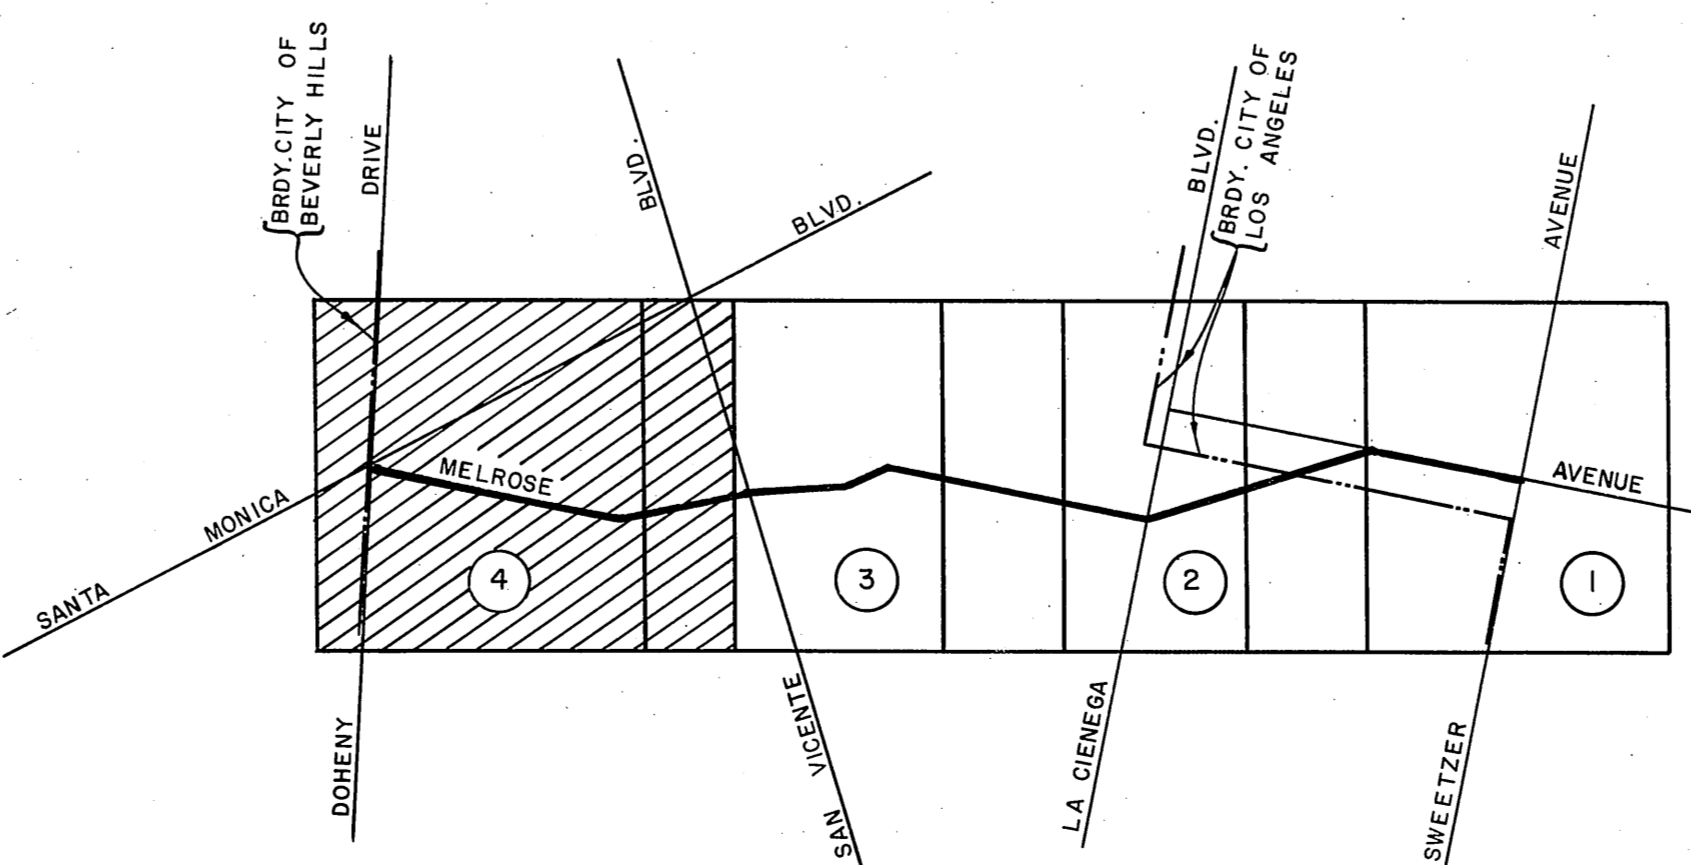 BRDY. CITY OF
BEVERLY HILLS
DRIVE
BLVD.
BLVD.
BLVD.
BRDY. CITY OF
LOS ANGELES
AVENUE
MELROSE
AVENUE
SANTA MONICA
4
3
2
1
DOHENY
SAN VICENTE
LA CIENEGA
SWEETZER